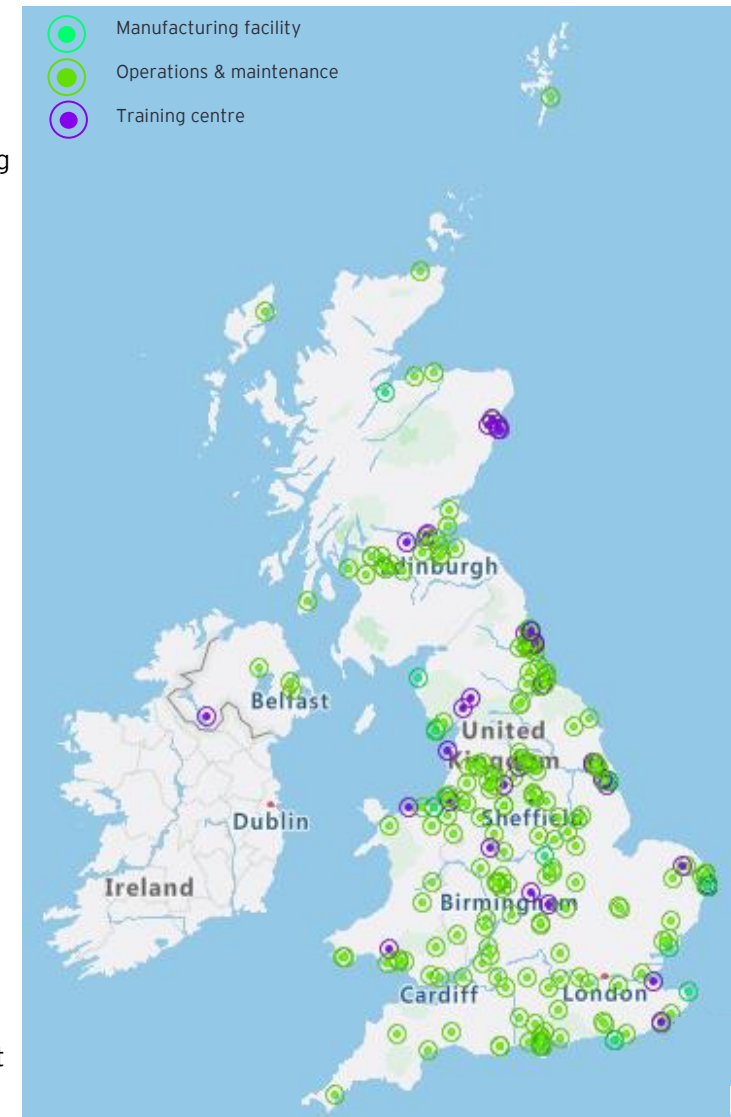 Manufacturing facility
Operations & maintenance
Training centre
g
Edinburgh
Belfast
United
Kingdom
Dublin
Sheffield
Ireland
Birmingham
Cardiff
London
t